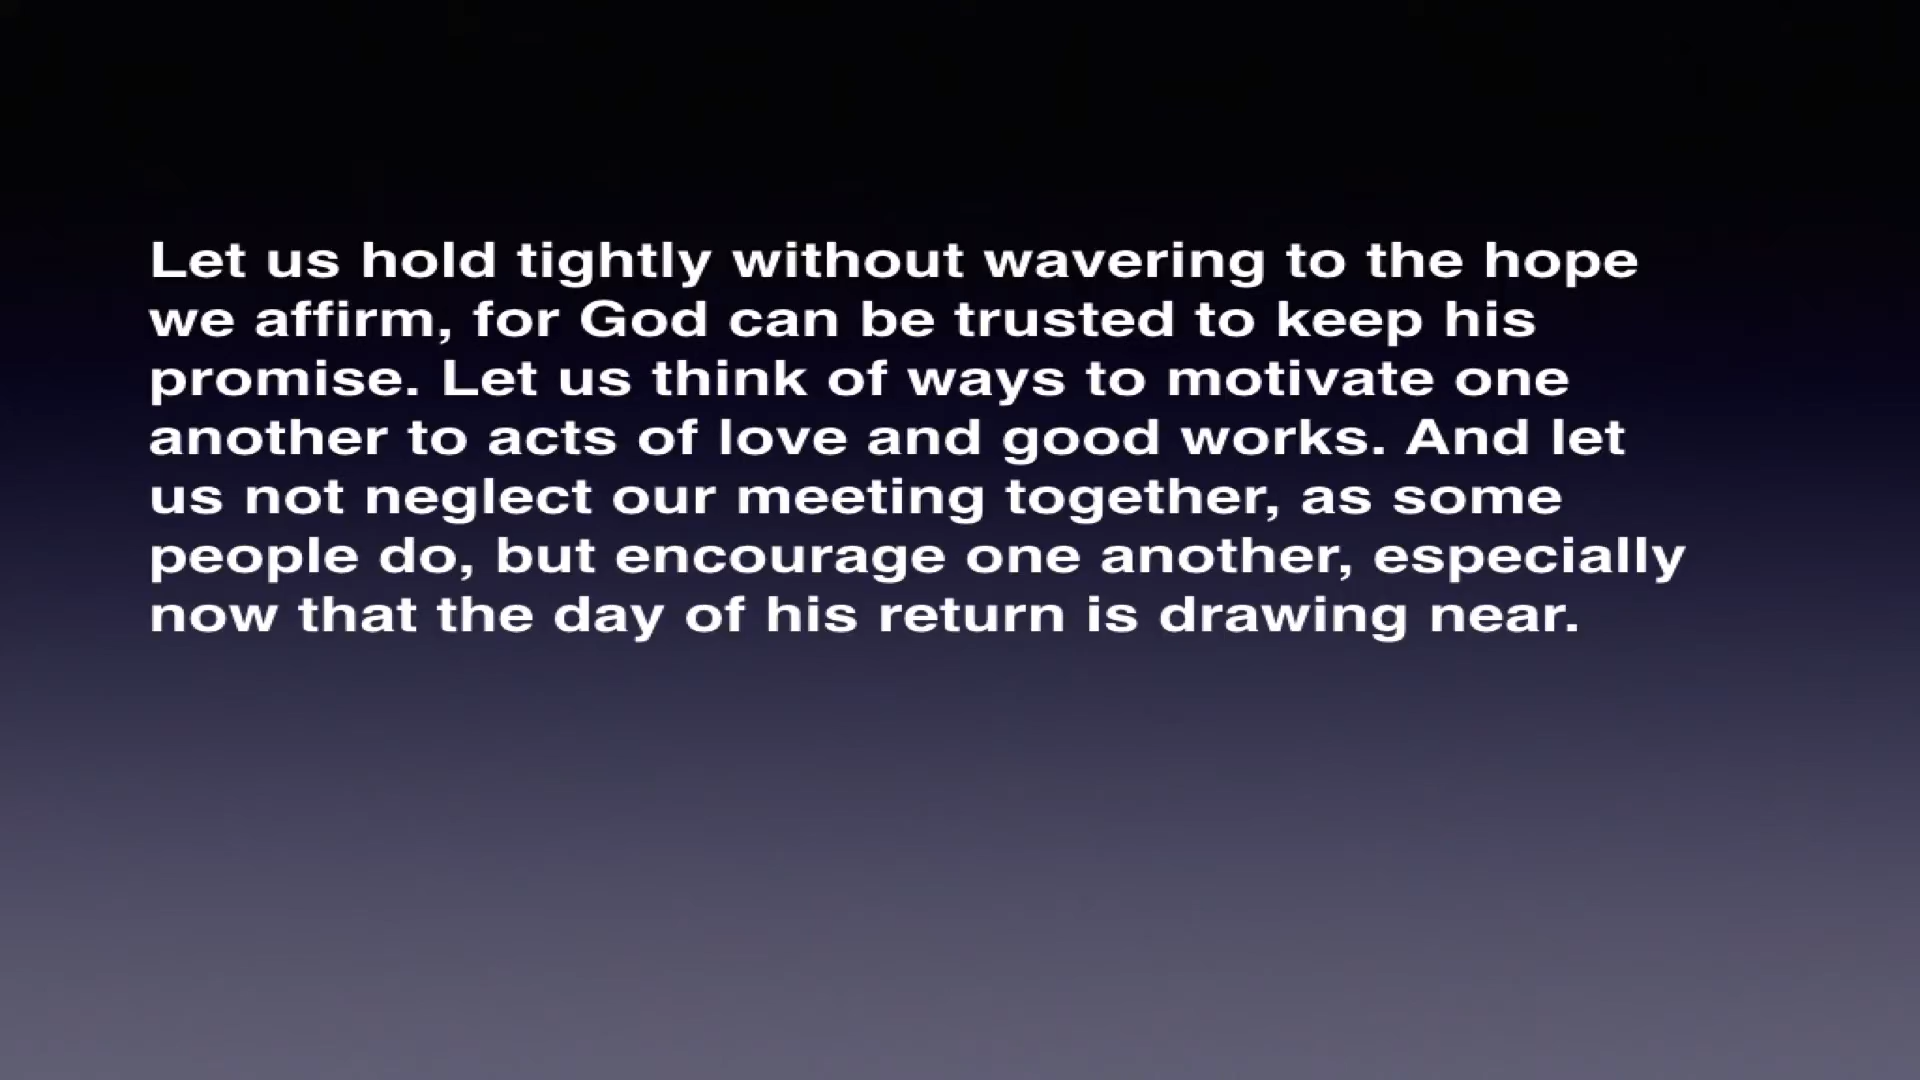 Let us hold tightly without wavering to the hope
we affirm, for God can be trusted to keep his
promise. Let us think of ways to motivate one
another to acts of love and good works. And let
us not neglect our meeting together, as some
people do, but encourage one another, especially
now that the day of his return is drawing near.